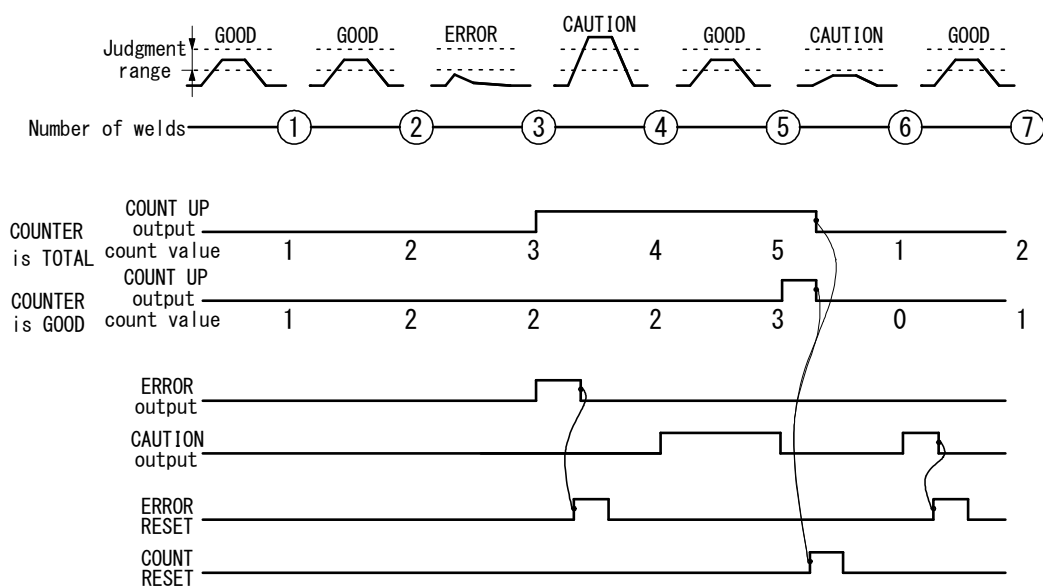 GOOD GOOD ERROR CAUTION GOOD CAUTION GOOD
Judgment
range
Number of welds 1 2 3 4 5 6 7
COUNTER
is TOTAL
COUNT UP
output
count value 1 2 3 4 5 1 2
COUNTER
is GOOD
COUNT UP
output
count value 1 2 2 2 3 0 1
ERROR
output
CAUTION
output
ERROR
RESET
COUNT
RESET